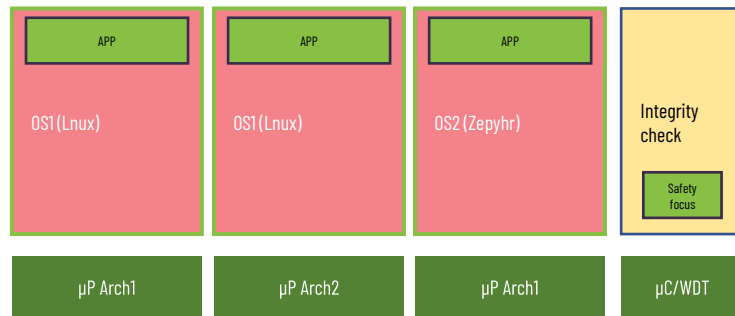 APP
APP
APP
OS1 (Lnux)
OS1 (Lnux)
OS2 (Zepyhr)
Integrity
check
Safety
focus
µP Arch1
µP Arch2
µP Arch1
µC/WDT